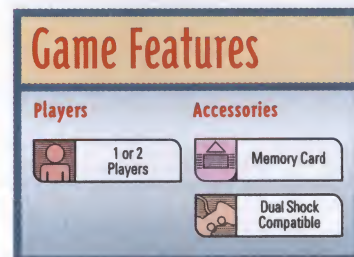 Game Features
Players
1 or 2
Players
Accessories
Memory Card
Dual Shock
Compatible